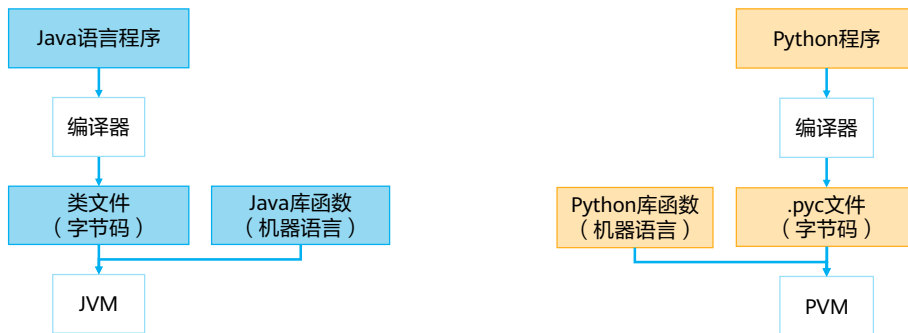 Java语言程序
编译器
类文件
（字节码）
Java库函数
（机器语言）
JVM
Python程序
编译器
Python库函数
（机器语言）
.pyc文件
（字节码）
PVM